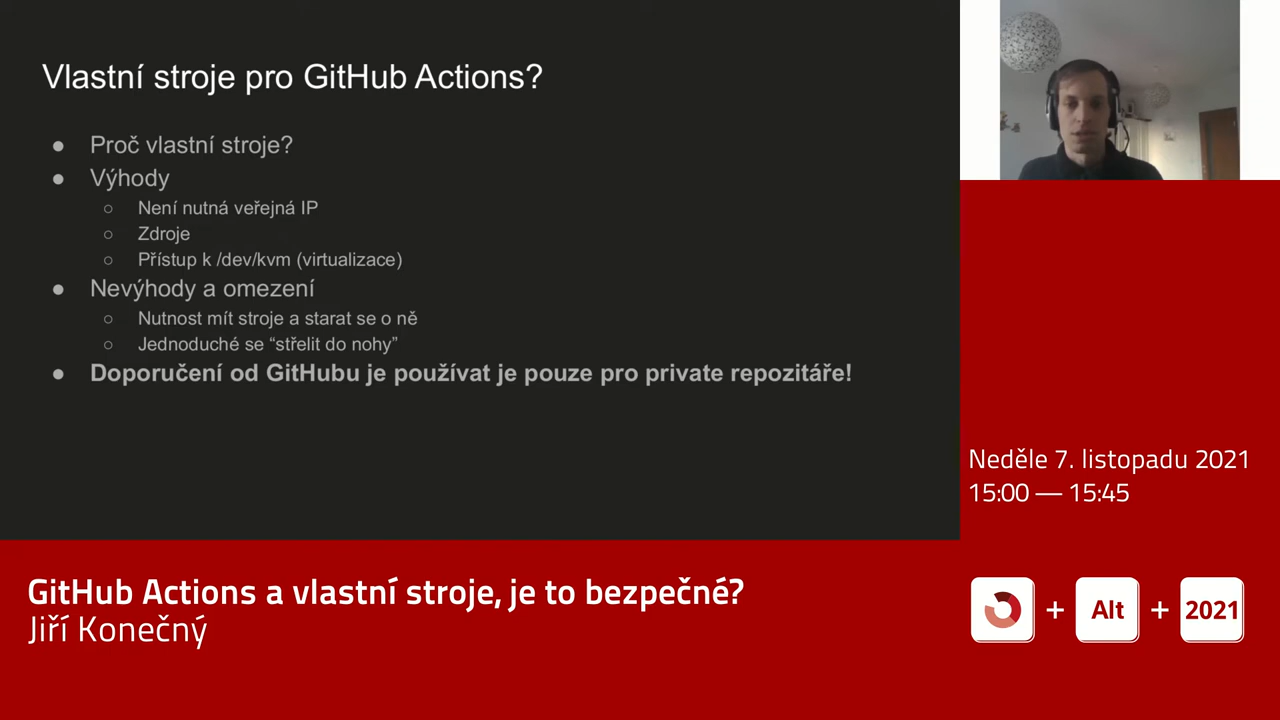 Vlastní stroje pro GitHub Actions?
● Proč vlastní stroje?
● Výhody
○ Není nutná veřejná IP
○ Zdroje
○ Přístup k /dev/kvm (virtualizace)
● Nevýhody a omezení
○ Nutnost mít stroje a starat se o ně
○ Jednoduché se “střelit do nohy”
● Doporučení od GitHubu je používat je pouze pro private repozitáře!
Neděle 7. listopadu 2021
15:00 — 15:45
GitHub Actions a vlastní stroje, je to bezpečné?
Jiří Konečný
+ Alt + 2021